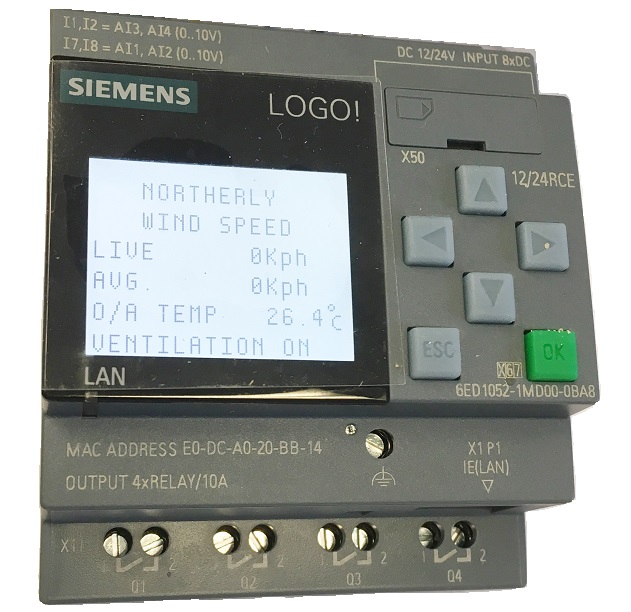 I1,I2 = AI3, AI4 (0..10V)
I7,I8 = AI1, AI2 (0..10V)
DC 12/24V INPUT 8xDC
SIEMENS
LOGO!
X50
12/24RCE
NORTHERLY
WIND SPEED
LIVE 0Kph
AVG. 0Kph
O/A TEMP 26.4°C
VENTILATION ON
ESC
OK
LAN
X 6 7
6ED1052-1MD00-0BA8
MAC ADDRESS E0-DC-A0-20-BB-14
X1 P1
IE(LAN)
OUTPUT 4xRELAY/10A
1 2 1 2 1 2 1 2
Q1 Q2 Q3 Q4